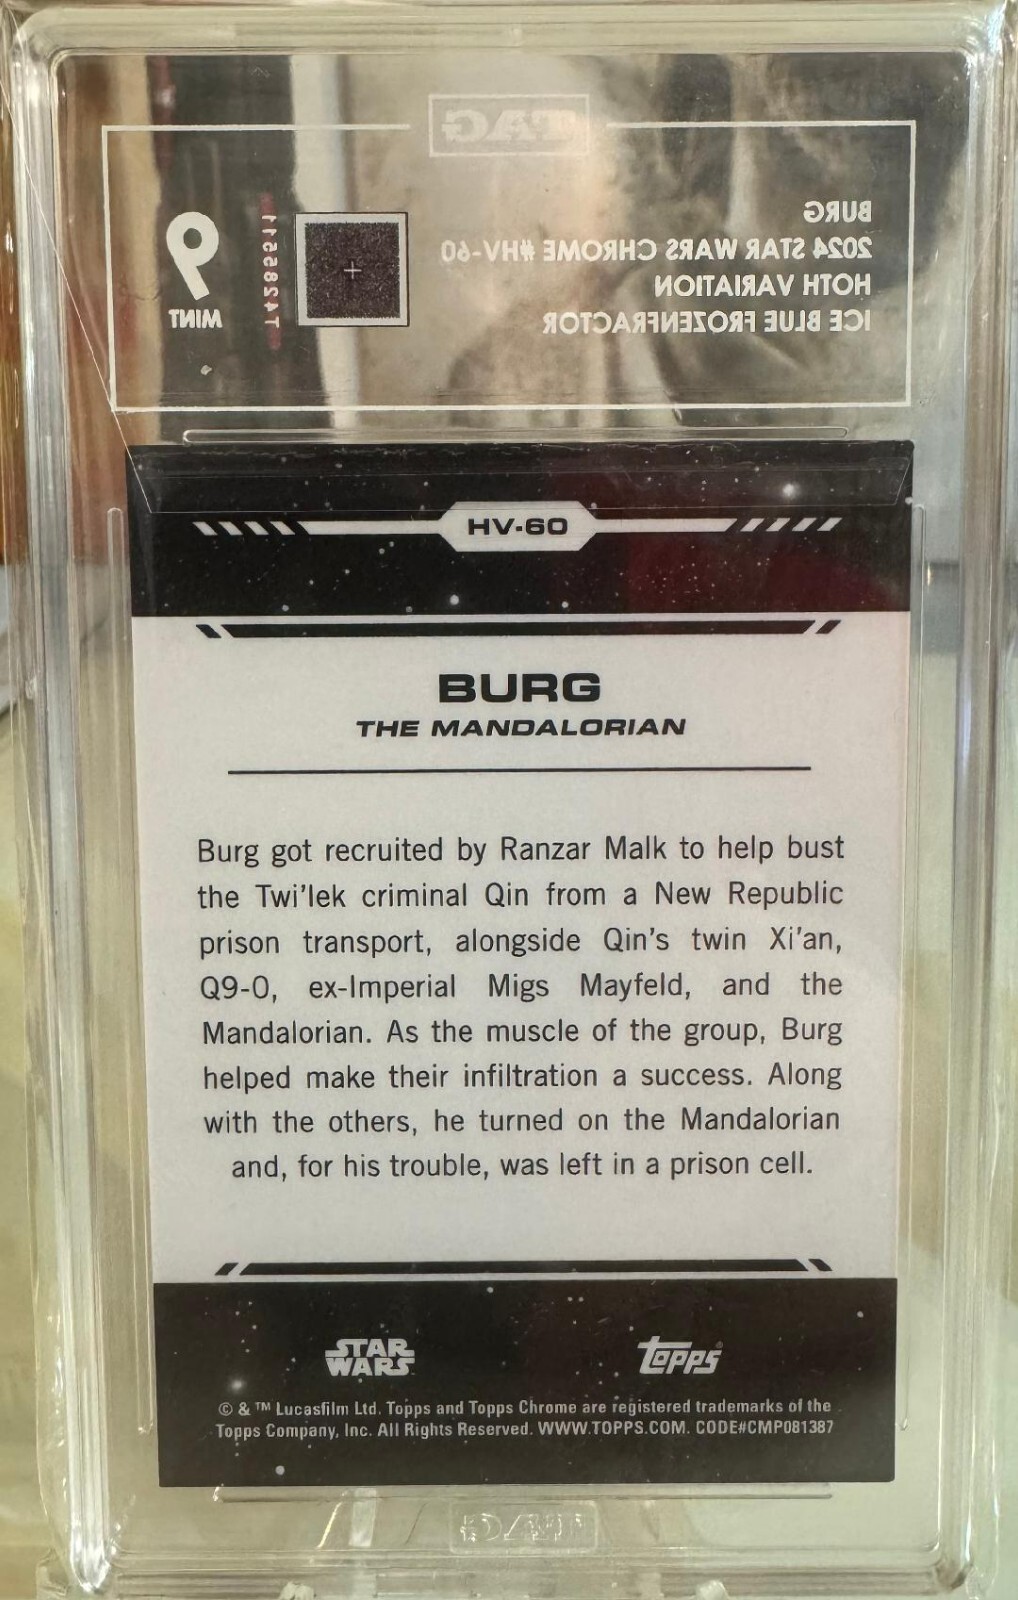 TAG
BURG
2024 STAR WARS CHROME #HV-60
HOTH VARIATION
ICE BLUE FROZENFRACTOR
T4285511
9
MINT
HV-60
BURG
THE MANDALORIAN
Burg got recruited by Ranzar Malk to help bust
the Twi'lek criminal Qin from a New Republic
prison transport, alongside Qin's twin Xi'an,
Q9-0, ex-Imperial Migs Mayfeld, and the
Mandalorian. As the muscle of the group, Burg
helped make their infiltration a success. Along
with the others, he turned on the Mandalorian
and, for his trouble, was left in a prison cell.
STAR WARS
Topps
© & ™ Lucasfilm Ltd. Topps and Topps Chrome are registered trademarks of the
Topps Company, Inc. All Rights Reserved. WWW.TOPPS.COM. CODE#CMP081387
TAG